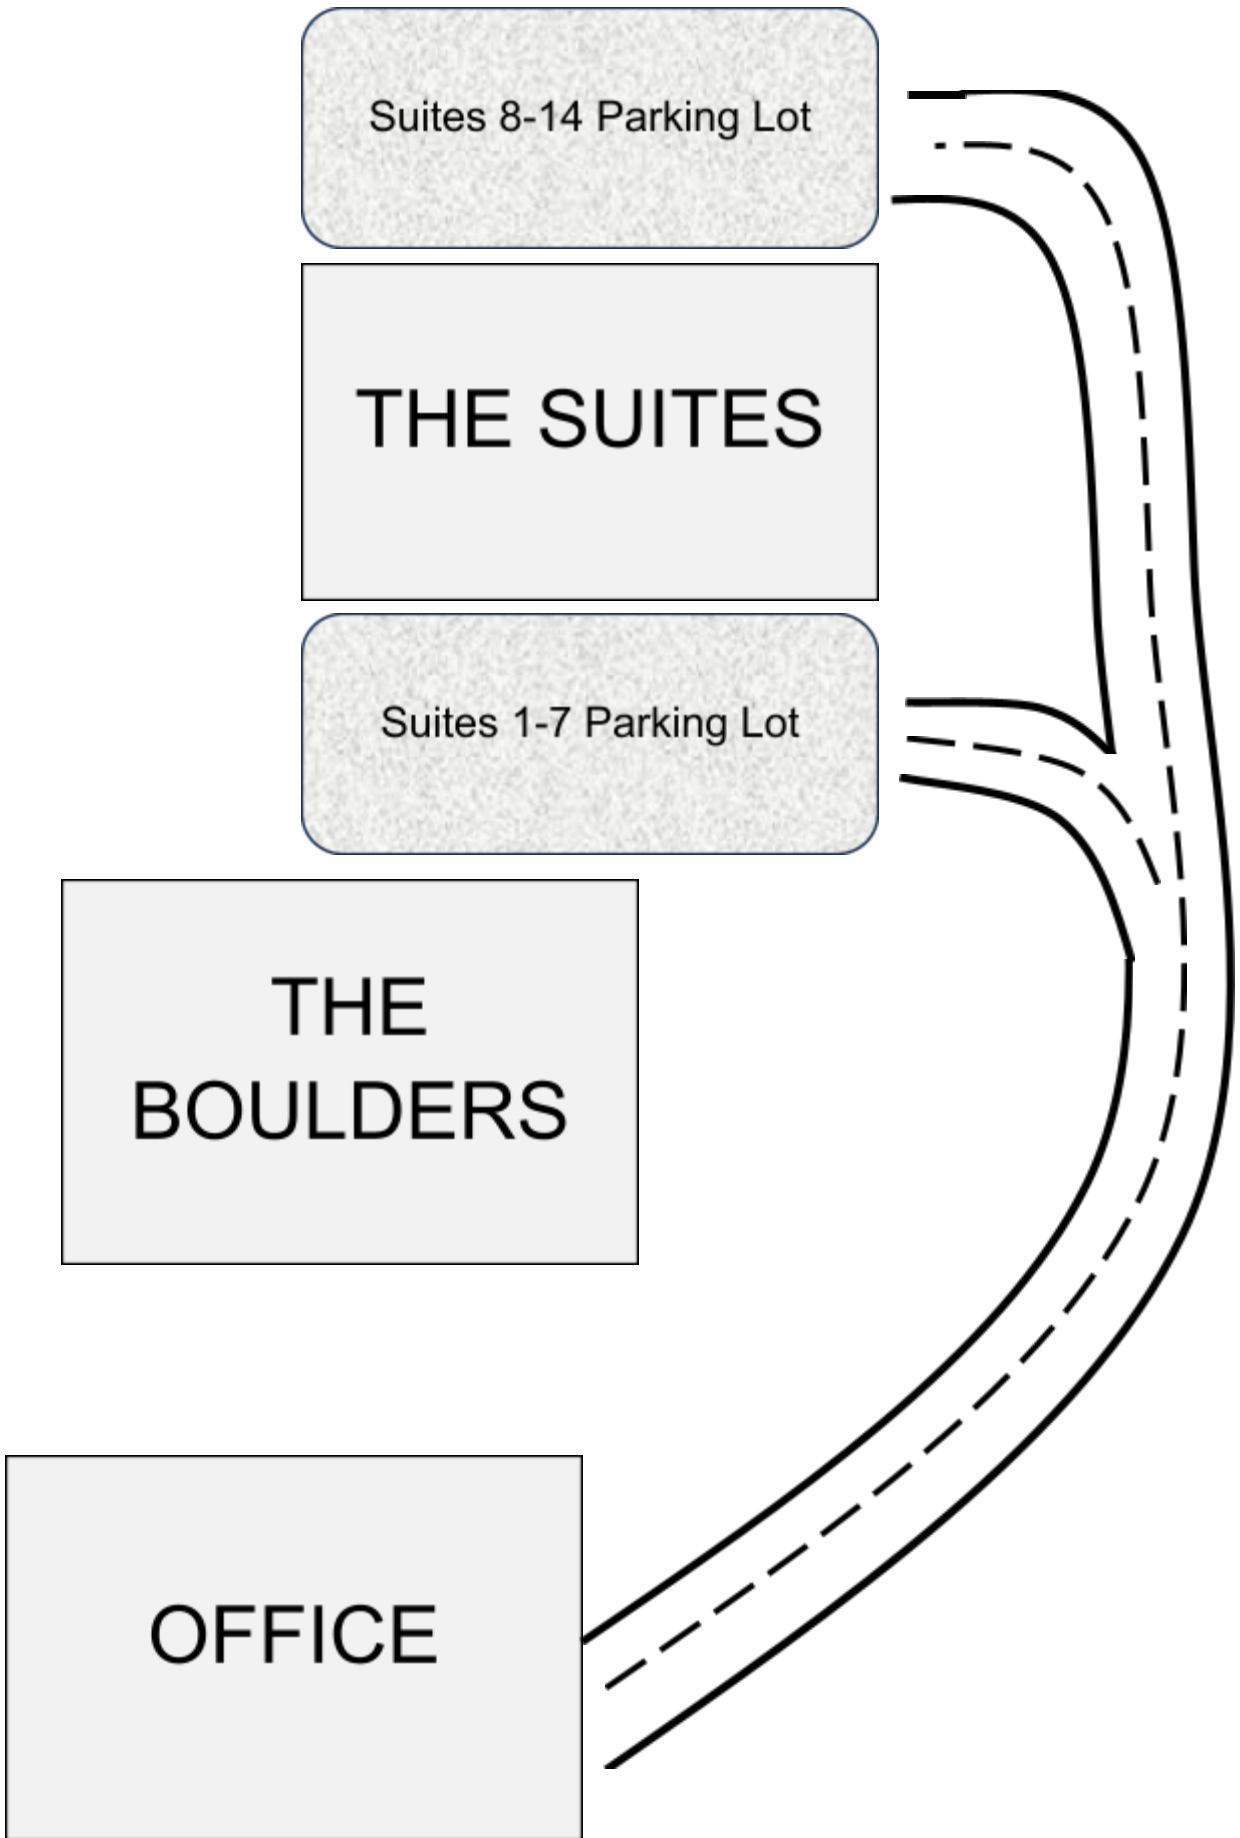 Suites 8-14 Parking Lot
THE SUITES
Suites 1-7 Parking Lot
THE
BOULDERS
OFFICE